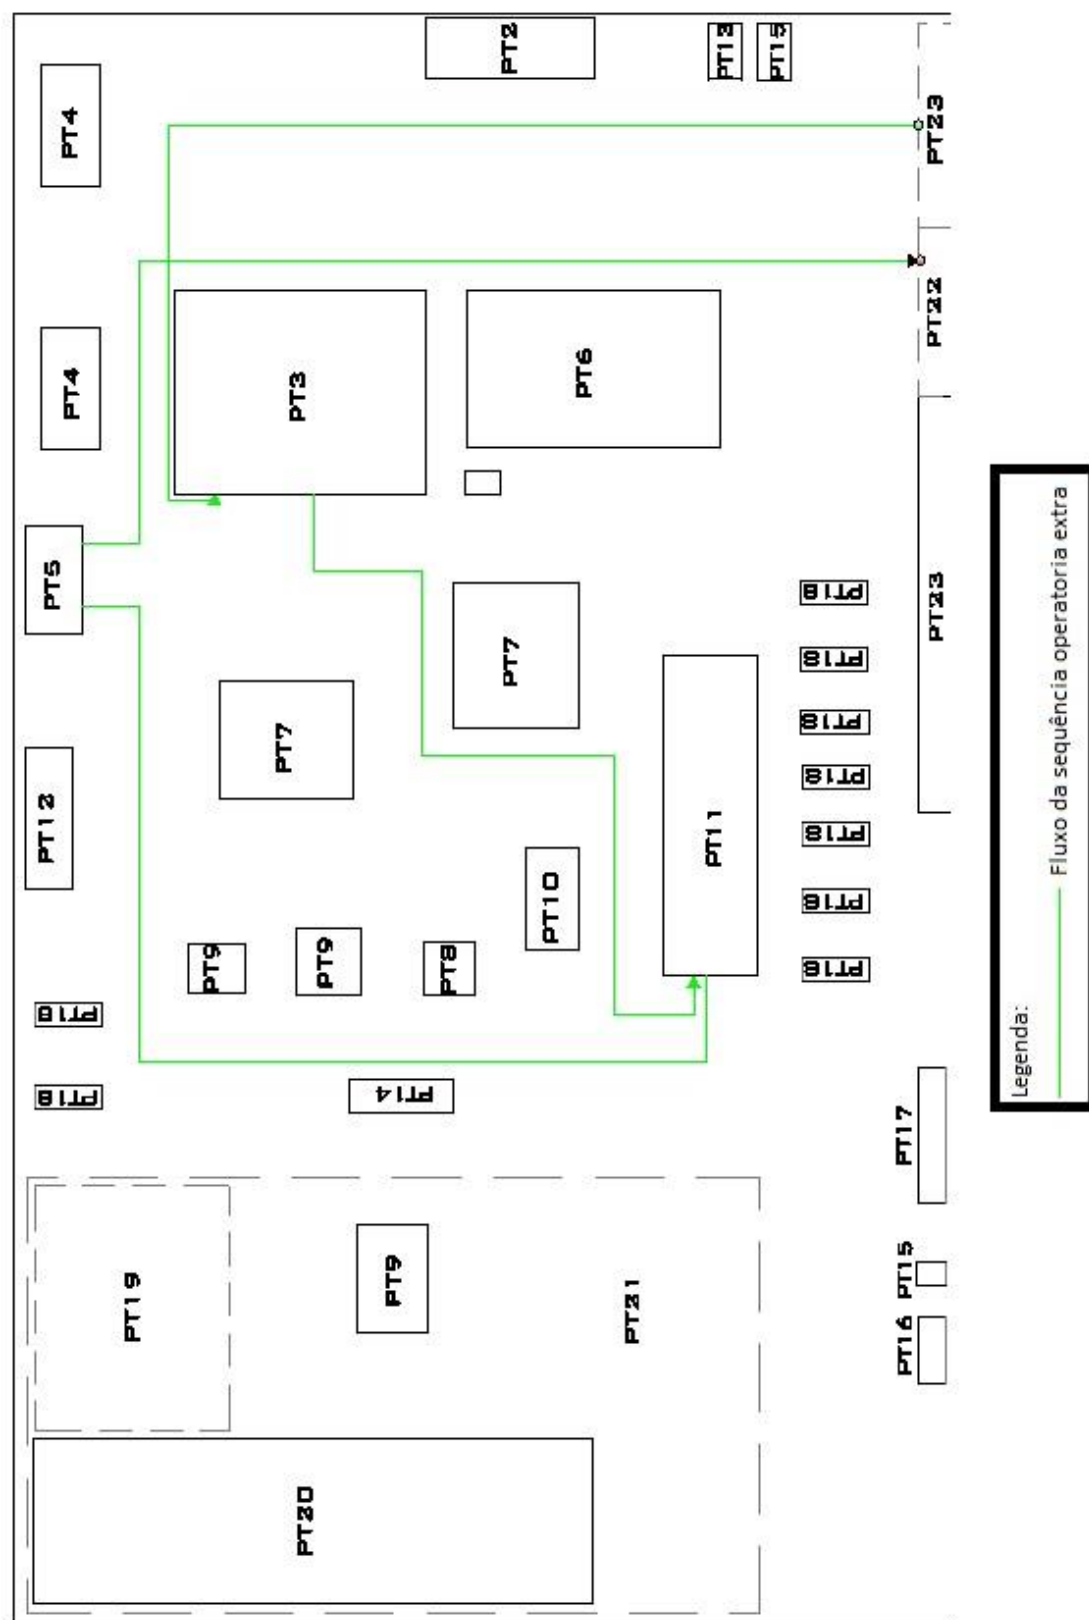 PT18
PT18
PT12
PT5
PT4
PT4
PT19
PT9
PT7
PT3
PT20
PT9
PT9
PT14
PT8
PT7
PT2
PT10
PT6
PT21
PT11
PT13
PT15
PT18
PT18
PT18
PT18
PT18
PT18
PT18
PT16
PT15
PT17
PT23
PT22
PT23
Legenda:
Fluxo da sequência operatoria extra